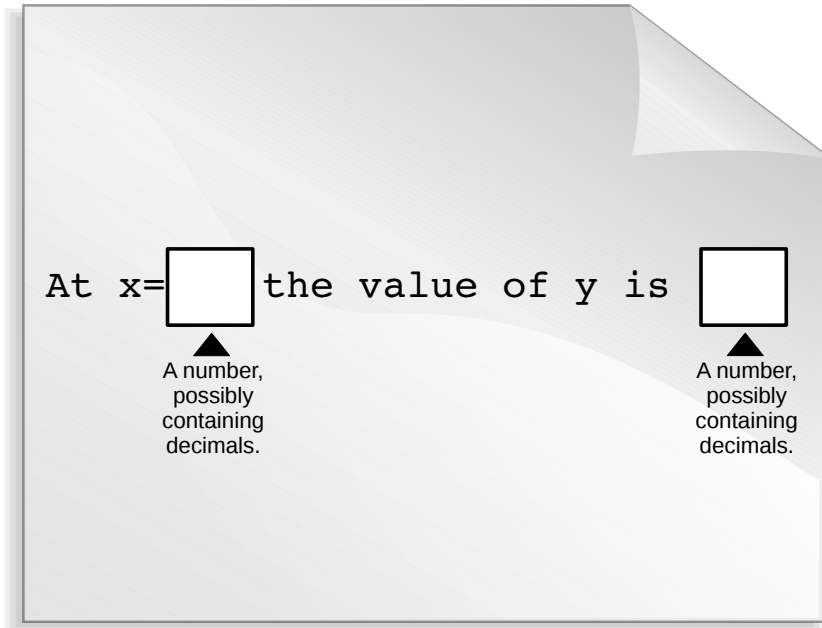 At x= the value of y is
A number,
possibly
containing
decimals.
A number,
possibly
containing
decimals.